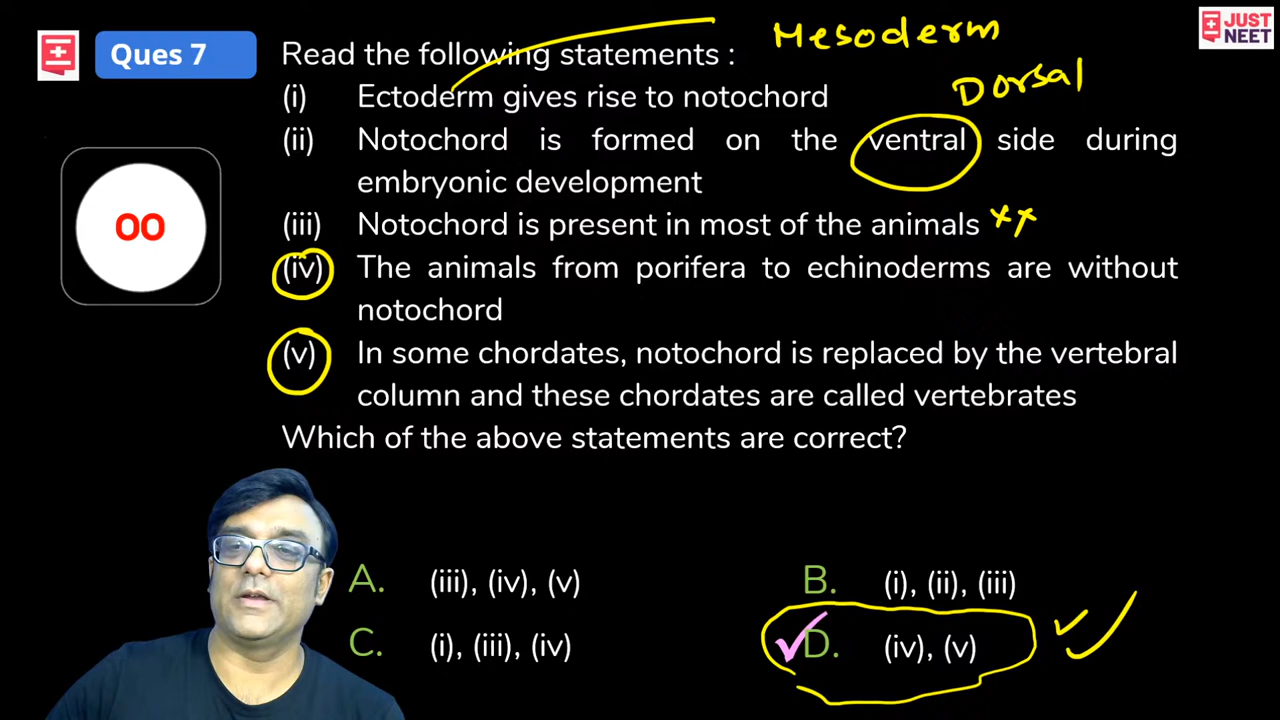 JUST
NEET
Ques 7
Mesoderm
Read the following statements :
Dorsal
(i) Ectoderm gives rise to notochord
(ii) Notochord is formed on the ventral side during
embryonic development
(iii) Notochord is present in most of the animals xx
(iv) The animals from porifera to echinoderms are without
notochord
(v) In some chordates, notochord is replaced by the vertebral
column and these chordates are called vertebrates
Which of the above statements are correct?
00
A. (iii), (iv), (v)
B. (i), (ii), (iii)
C. (i), (iii), (iv)
D. (iv), (v)